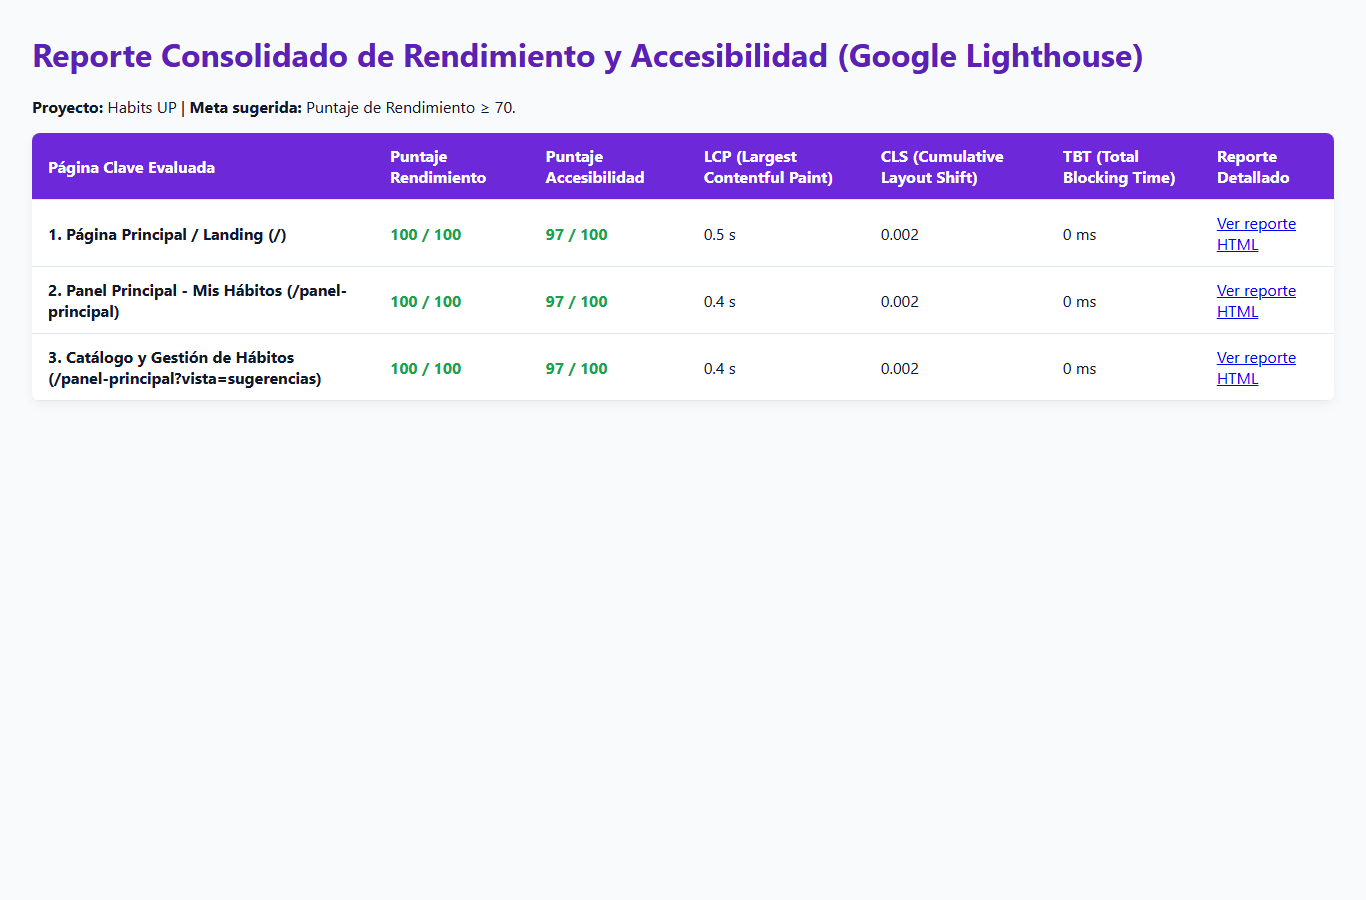 Reporte Consolidado de Rendimiento y Accesibilidad (Google Lighthouse)
Proyecto: Habits UP | Meta sugerida: Puntaje de Rendimiento ≥ 70.
Página Clave Evaluada
Puntaje
Rendimiento
Puntaje
Accesibilidad
LCP (Largest
Contentful Paint)
CLS (Cumulative
Layout Shift)
TBT (Total
Blocking Time)
Reporte
Detallado
1. Página Principal / Landing (/)
100 / 100
97 / 100
0.5 s
0.002
0 ms
Ver reporte
HTML
2. Panel Principal - Mis Hábitos (/panel-
principal)
100 / 100
97 / 100
0.4 s
0.002
0 ms
Ver reporte
HTML
3. Catálogo y Gestión de Hábitos
(/panel-principal?vista=sugerencias)
100 / 100
97 / 100
0.4 s
0.002
0 ms
Ver reporte
HTML